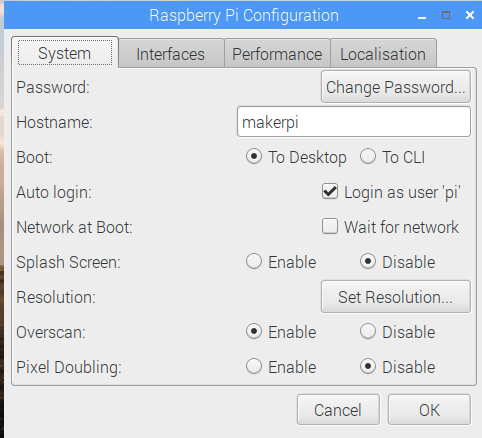 Raspberry Pi Configuration
System Interfaces Performance Localisation
Password: Change Password...
Hostname: makerpi
Boot: To Desktop To CLI
Auto login: Login as user 'pi'
Network at Boot: Wait for network
Splash Screen: Enable Disable
Resolution: Set Resolution...
Overscan: Enable Disable
Pixel Doubling: Enable Disable
Cancel OK